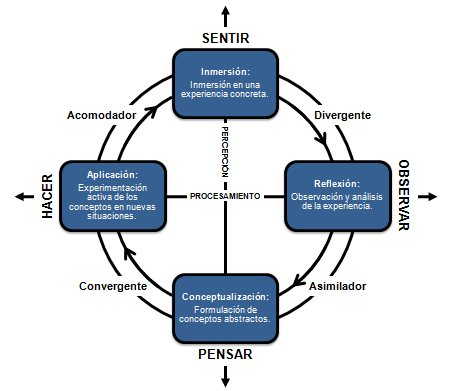 SENTIR
Inmersión:
Inmersión en una
experiencia concreta.
Acomodador
Divergente
PERCEPCIÓN
Aplicación:
Experimentación
activa de los
conceptos en nuevas
situaciones.
HACER
PROCESAMIENTO
Reflexión:
Observación y análisis
de la experiencia.
OBSERVAR
Convergente
Asimilador
Conceptualización:
Formulación de
conceptos abstractos.
PENSAR